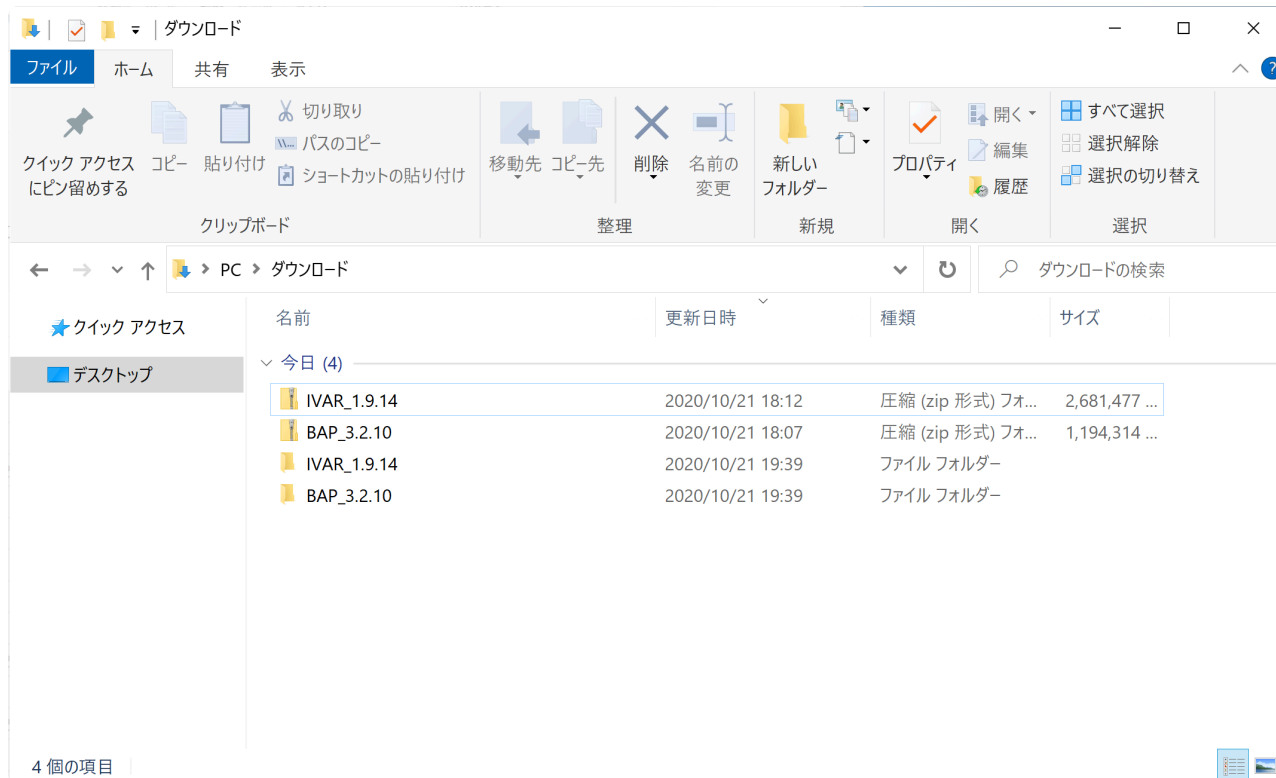 ダウンロード
ファイル ホーム 共有 表示
?
クイック アクセス
にピン留めする
コピー
貼り付け
切り取り
パスのコピー
ショートカットの貼り付け
クリップボード
移動先
コピー先
削除
名前の
変更
整理
新しい
フォルダー
新規
プロパティ
開く
編集
履歴
開く
すべて選択
選択解除
選択の切り替え
選択
PC ダウンロード
ダウンロードの検索
クイック アクセス
デスクトップ
名前 更新日時 種類 サイズ
今日 (4)
IVAR_1.9.14 2020/10/21 18:12 圧縮 (zip 形式) フォ... 2,681,477 ...
BAP_3.2.10 2020/10/21 18:07 圧縮 (zip 形式) フォ... 1,194,314 ...
IVAR_1.9.14 2020/10/21 19:39 ファイル フォルダー
BAP_3.2.10 2020/10/21 19:39 ファイル フォルダー
4 個の項目